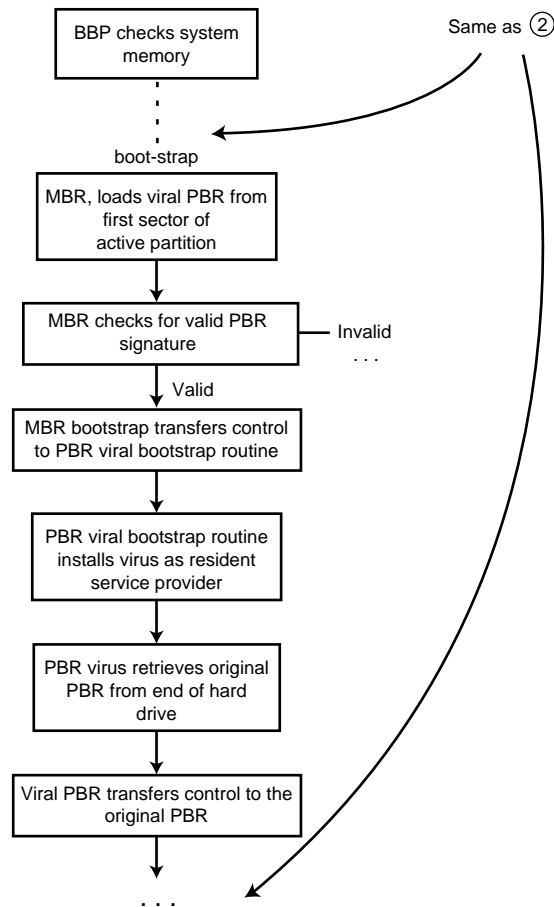 BBP checks system
memory
Same as 2
boot-strap
MBR, loads viral PBR from
first sector of
active partition
MBR checks for valid PBR
signature
Invalid
. . .
Valid
MBR bootstrap transfers control
to PBR viral bootstrap routine
PBR viral bootstrap routine
installs virus as resident
service provider
PBR virus retrieves original
PBR from end of hard
drive
Viral PBR transfers control to the
original PBR
. . .